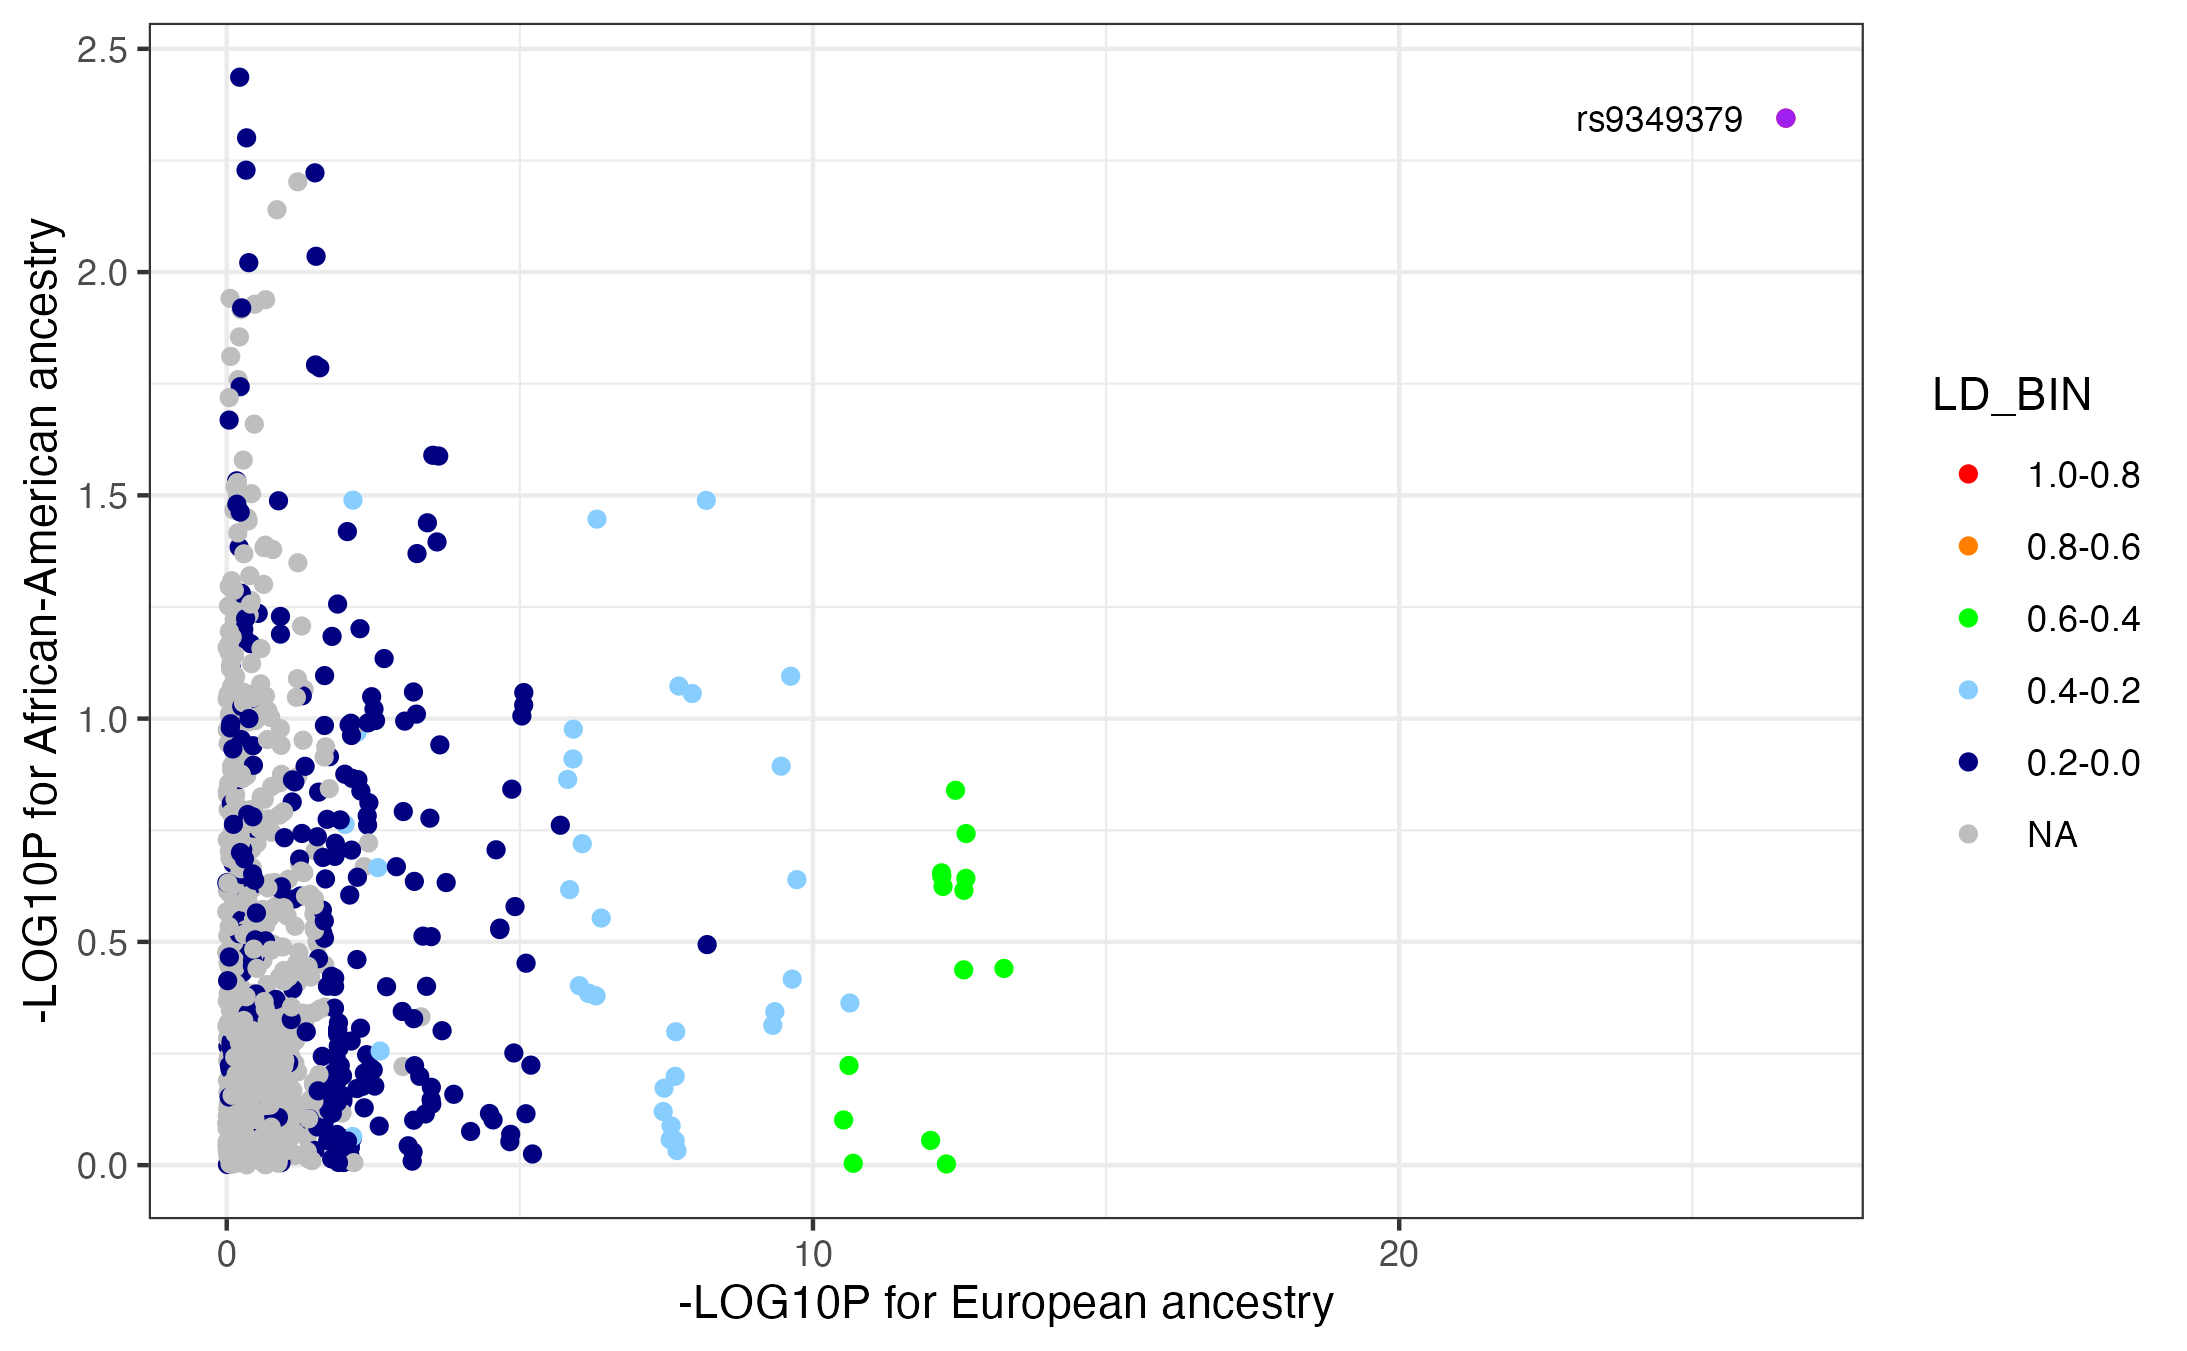 2.5
2.0
1.5
1.0
0.5
0.0
-LOG10P for African-American ancestry
rs9349379
0
10
20
-LOG10P for European ancestry
LD_BIN
1.0-0.8
0.8-0.6
0.6-0.4
0.4-0.2
0.2-0.0
NA